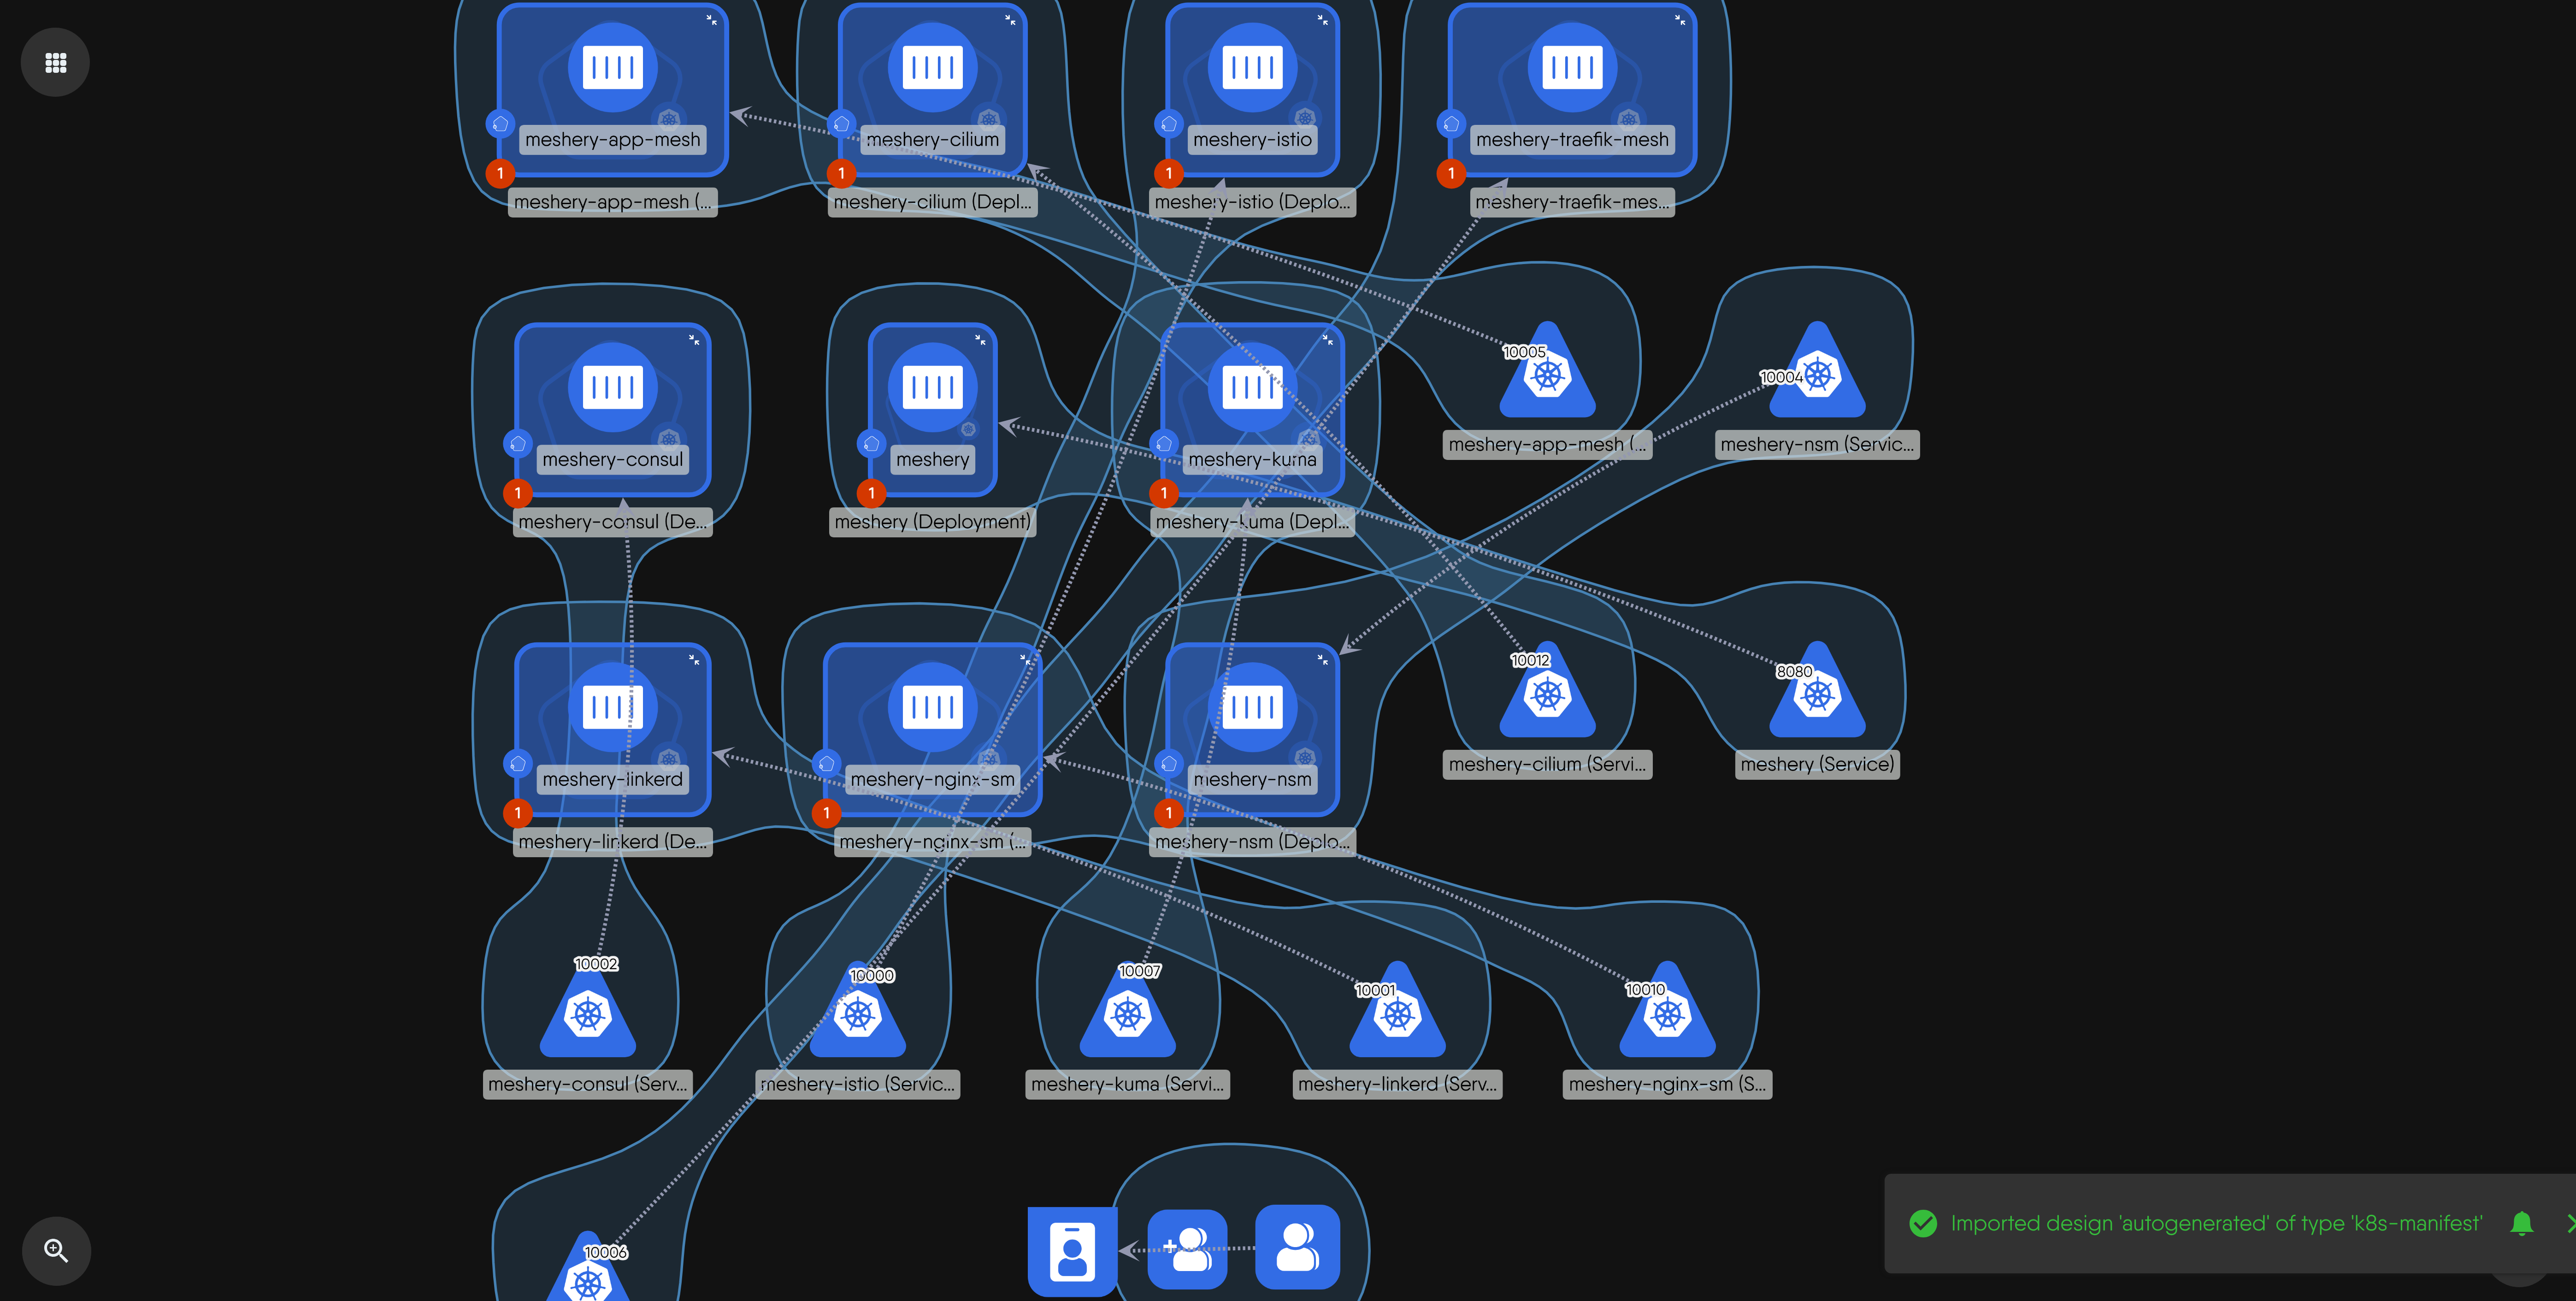 meshery-app-mesh
1
meshery-app-mesh (...
meshery-cilium
1
meshery-cilium (Depl...
meshery-istio
1
meshery-istio (Deplo...
meshery-traefik-mesh
1
meshery-traefik-mes...
meshery-consul
1
meshery-consul (De...
meshery
1
meshery (Deployment)
meshery-kuma
1
meshery-kuma (Depl...
10005
meshery-app-mesh (...
10004
meshery-nsm (Servic...
meshery-linkerd
1
meshery-linkerd (De...
meshery-nginx-sm
1
meshery-nginx-sm (...
meshery-nsm
1
meshery-nsm (Deplo...
10012
meshery-cilium (Servi...
8080
meshery (Service)
10002
meshery-consul (Serv...
10000
meshery-istio (Servic...
10007
meshery-kuma (Servi...
10001
meshery-linkerd (Serv...
10010
meshery-nginx-sm (S...
10006
Imported design 'autogenerated' of type 'k8s-manifest'